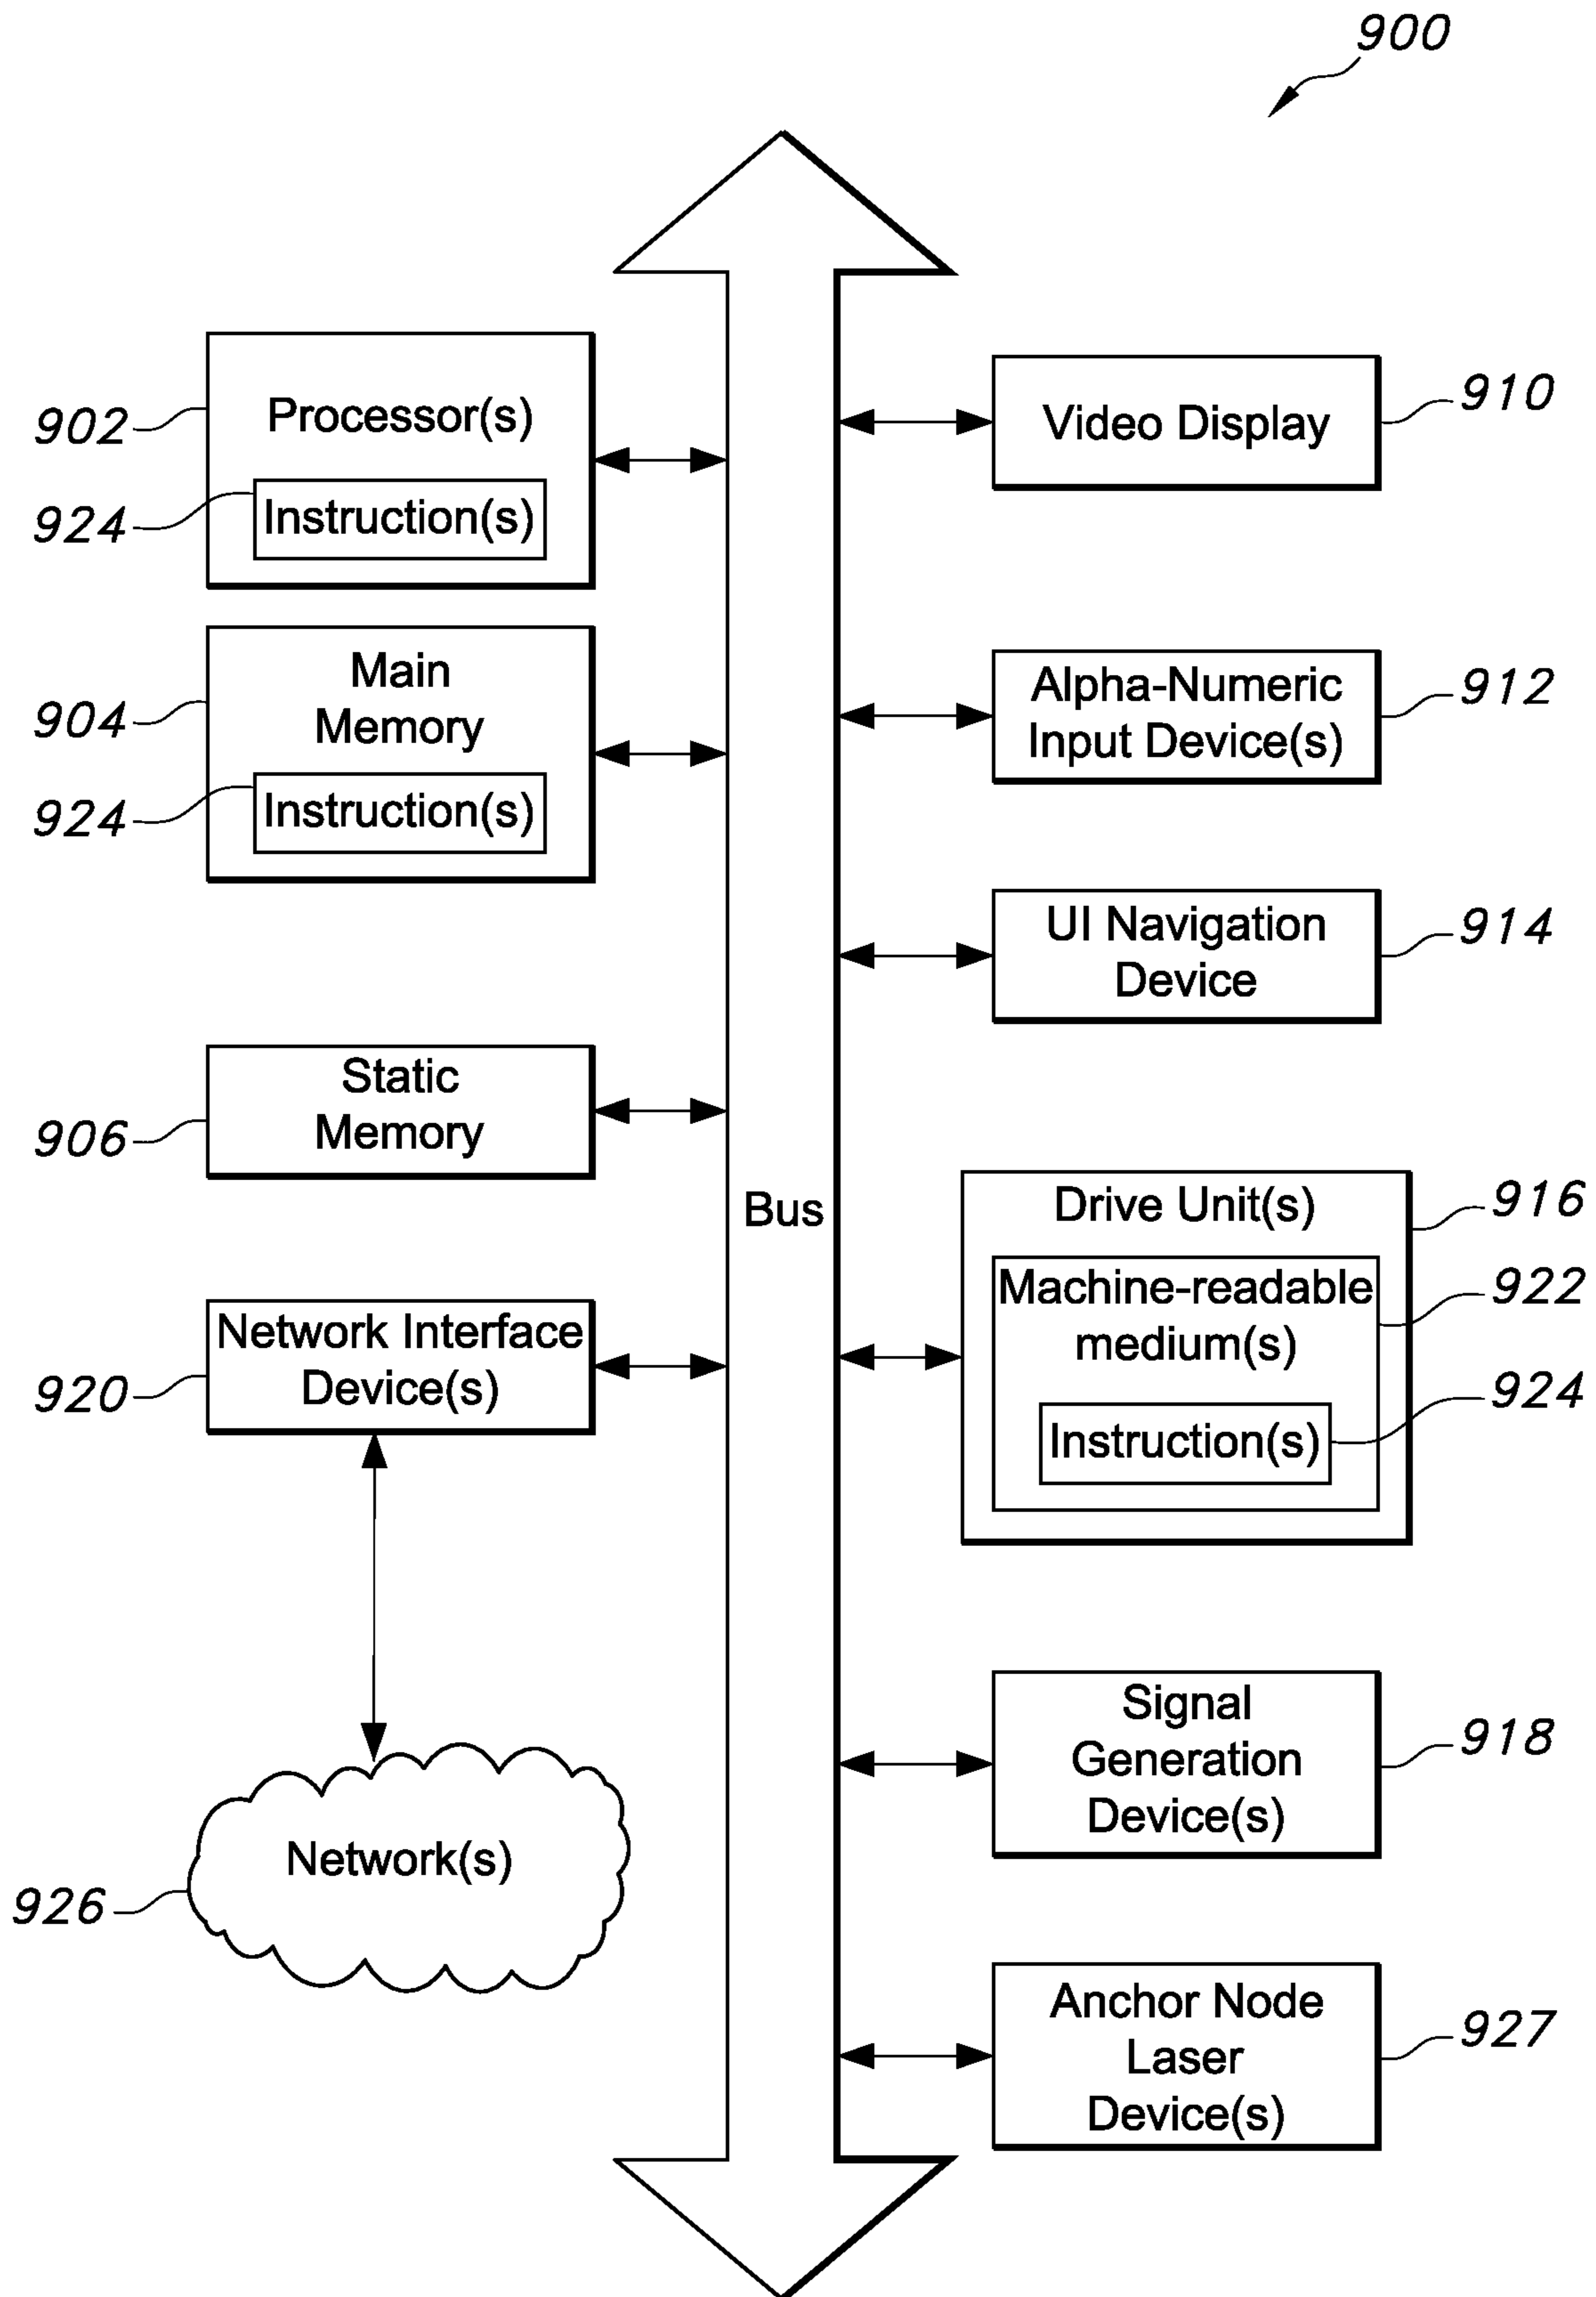 900
Processor(s)
902
Instruction(s)
924
Main
Memory
904
Instruction(s)
924
Static
Memory
906
Network Interface
Device(s)
920
Network(s)
926
Bus
Video Display
910
Alpha-Numeric
Input Device(s)
912
UI Navigation
Device
914
Drive Unit(s)
916
Machine-readable
medium(s)
922
Instruction(s)
924
Signal
Generation
Device(s)
918
Anchor Node
Laser
Device(s)
927